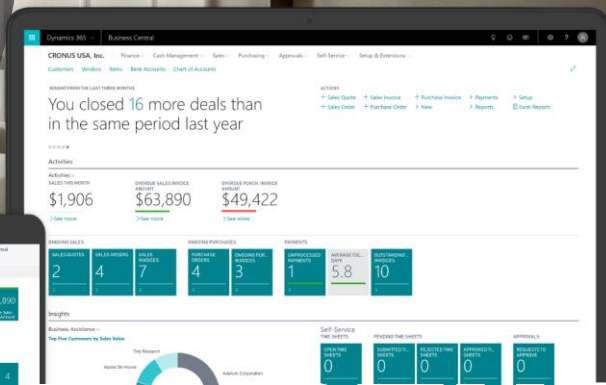 Dynamics 365 Business Central
CRONUS USA, Inc. Finance Cash Management Sales Purchasing Approvals Self-Service Setup & Extensions
Customers Vendors Items Bank Accounts Chart of Accounts
INSIGHT FROM THE LAST THREE MONTHS
You closed 16 more deals than
in the same period last year
ACTIONS
+ Sales Quote + Sales Invoice + Purchase Invoice > Payments > Setup
+ Sales Order + Purchase Order > New > Reports Excel Reports
Activities
Activities
SALES THIS MONTH
$1,906
> See more
OVERDUE SALES INVOICE
AMOUNT
$63,890
> See more
OVERDUE PURCH. INVOICE
AMOUNT
$49,422
> See more
ONGOING SALES
SALES QUOTES
2
SALES ORDERS
4
SALES
INVOICES
7
ONGOING PURCHASES
PURCHASE
ORDERS
4
ONGOING PUR...
INVOICES
3
PAYMENTS
UNPROCESSED
PAYMENTS
1
AVERAGE COL...
DAYS
5.8
OUTSTANDING...
INVOICES
10
Insights
Business Assistance
Top Five Customers by Sales Value
Trey Research
Alpine Ski House
Adatum Corporation
Self-Service
TIME SHEETS
OPEN TIME
SHEETS
0
PENDING TIME SHEETS
SUBMITTED T...
SHEETS
0
REJECTED TIME
SHEETS
0
APPROVED T...
SHEETS
0
APPROVALS
REQUESTS TO
APPROVE
0
,890
4